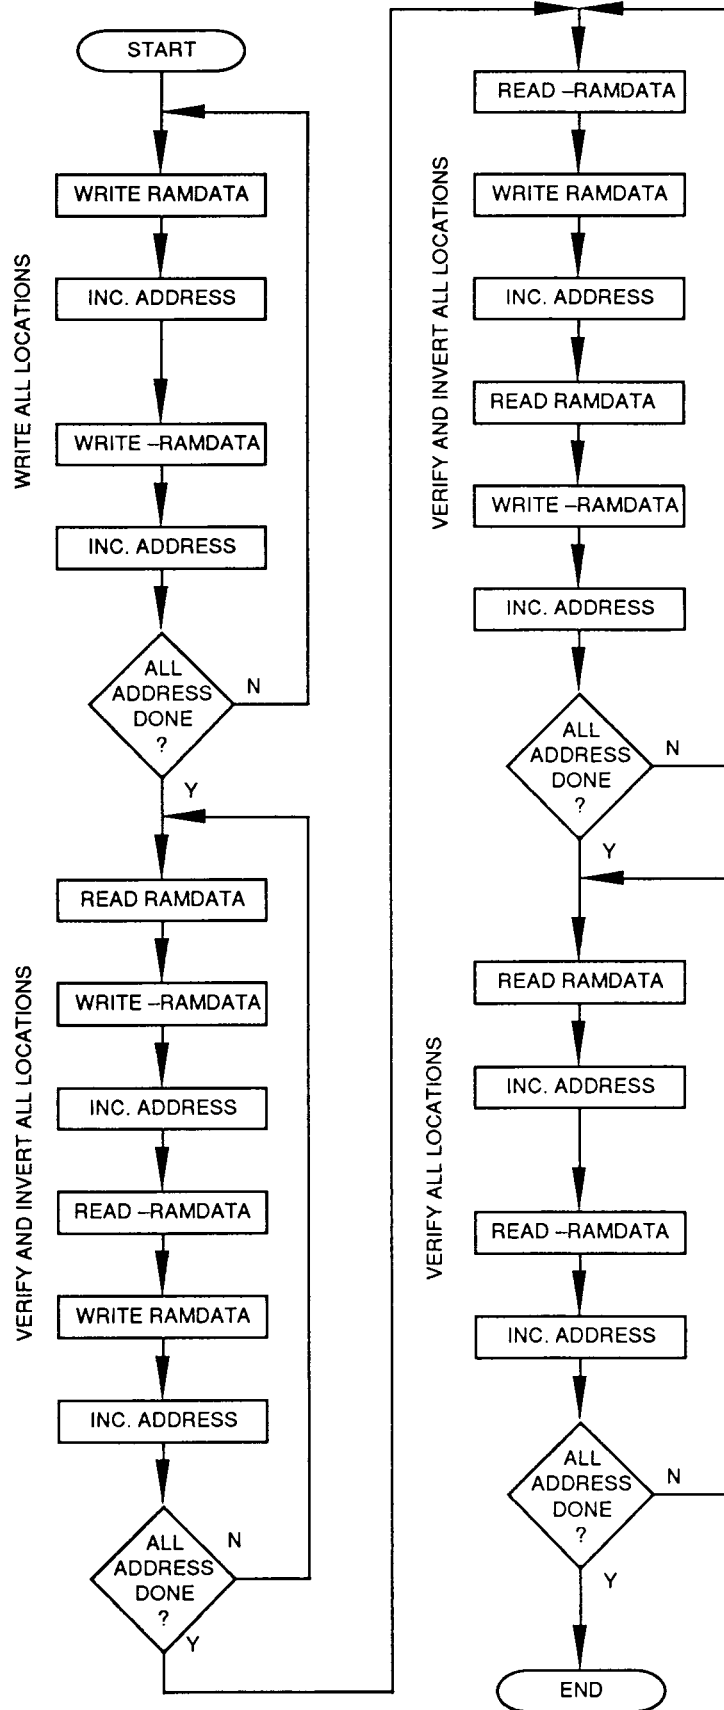 START
WRITE ALL LOCATIONS
WRITE RAMDATA
INC. ADDRESS
WRITE –RAMDATA
INC. ADDRESS
ALL
ADDRESS
DONE
?
N
Y
VERIFY AND INVERT ALL LOCATIONS
READ RAMDATA
WRITE –RAMDATA
INC. ADDRESS
READ –RAMDATA
WRITE RAMDATA
INC. ADDRESS
ALL
ADDRESS
DONE
?
N
Y
VERIFY AND INVERT ALL LOCATIONS
READ –RAMDATA
WRITE RAMDATA
INC. ADDRESS
READ RAMDATA
WRITE –RAMDATA
INC. ADDRESS
ALL
ADDRESS
DONE
?
N
Y
VERIFY ALL LOCATIONS
READ RAMDATA
INC. ADDRESS
READ –RAMDATA
INC. ADDRESS
ALL
ADDRESS
DONE
?
N
Y
END